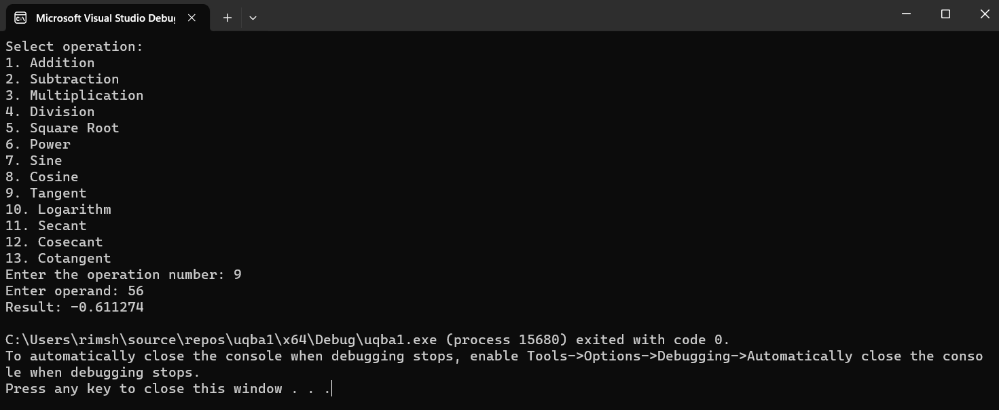 Microsoft Visual Studio Debu
Select operation:
1. Addition
2. Subtraction
3. Multiplication
4. Division
5. Square Root
6. Power
7. Sine
8. Cosine
9. Tangent
10. Logarithm
11. Secant
12. Cosecant
13. Cotangent
Enter the operation number: 9
Enter operand: 56
Result: -0.611274
C:\Users\rimsh\source\repos\uqba1\x64\Debug\uqba1.exe (process 15680) exited with code 0.
To automatically close the console when debugging stops, enable Tools->Options->Debugging->Automatically close the conso
le when debugging stops.
Press any key to close this window . . .